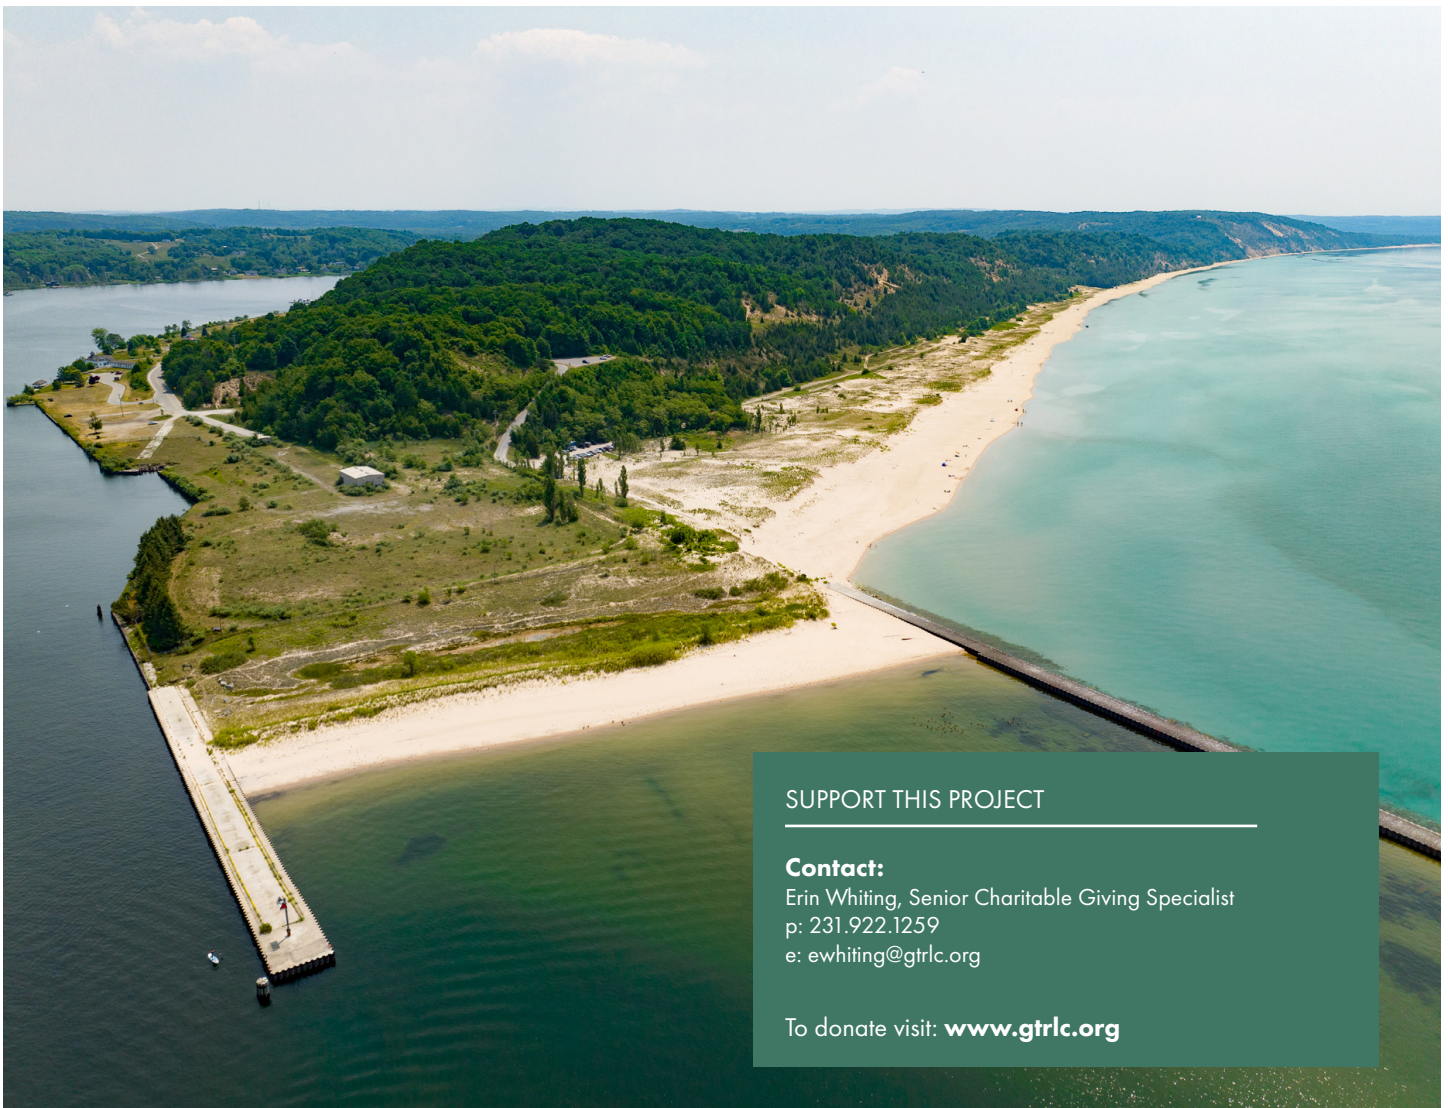 SUPPORT THIS PROJECT
Contact:
Erin Whiting, Senior Charitable Giving Specialist
p: 231.922.1259
e: ewhiting@gtrlc.org
To donate visit: www.gtrlc.org